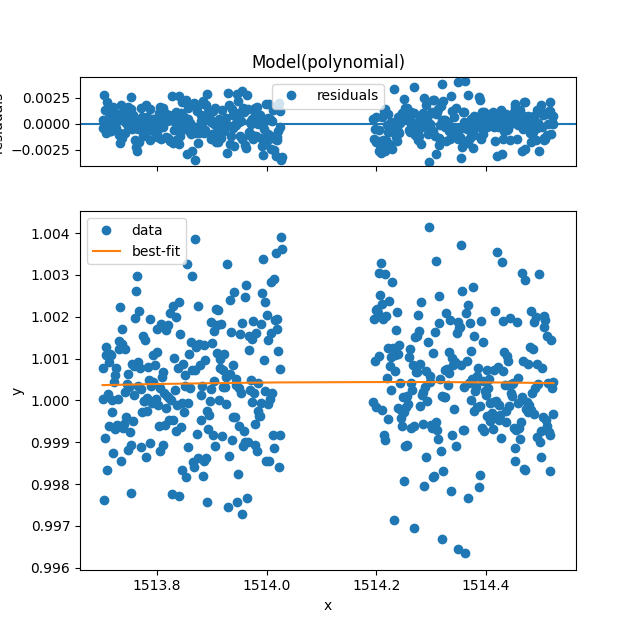 Model(polynomial)
0.0025
0.0000
−0.0025
residuals
residuals
1.004
1.003
1.002
1.001
1.000
0.999
0.998
0.997
0.996
y
data
best-fit
1513.8 1514.0 1514.2 1514.4
x